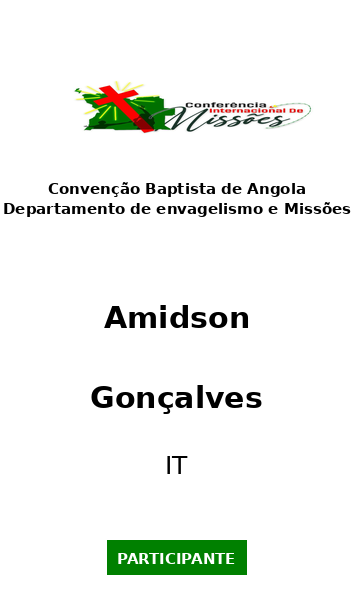 Conferência
Internacional De
Missões
Convenção Baptista de Angola
Departamento de envagelismo e Missões
Amidson
Gonçalves
IT
PARTICIPANTE